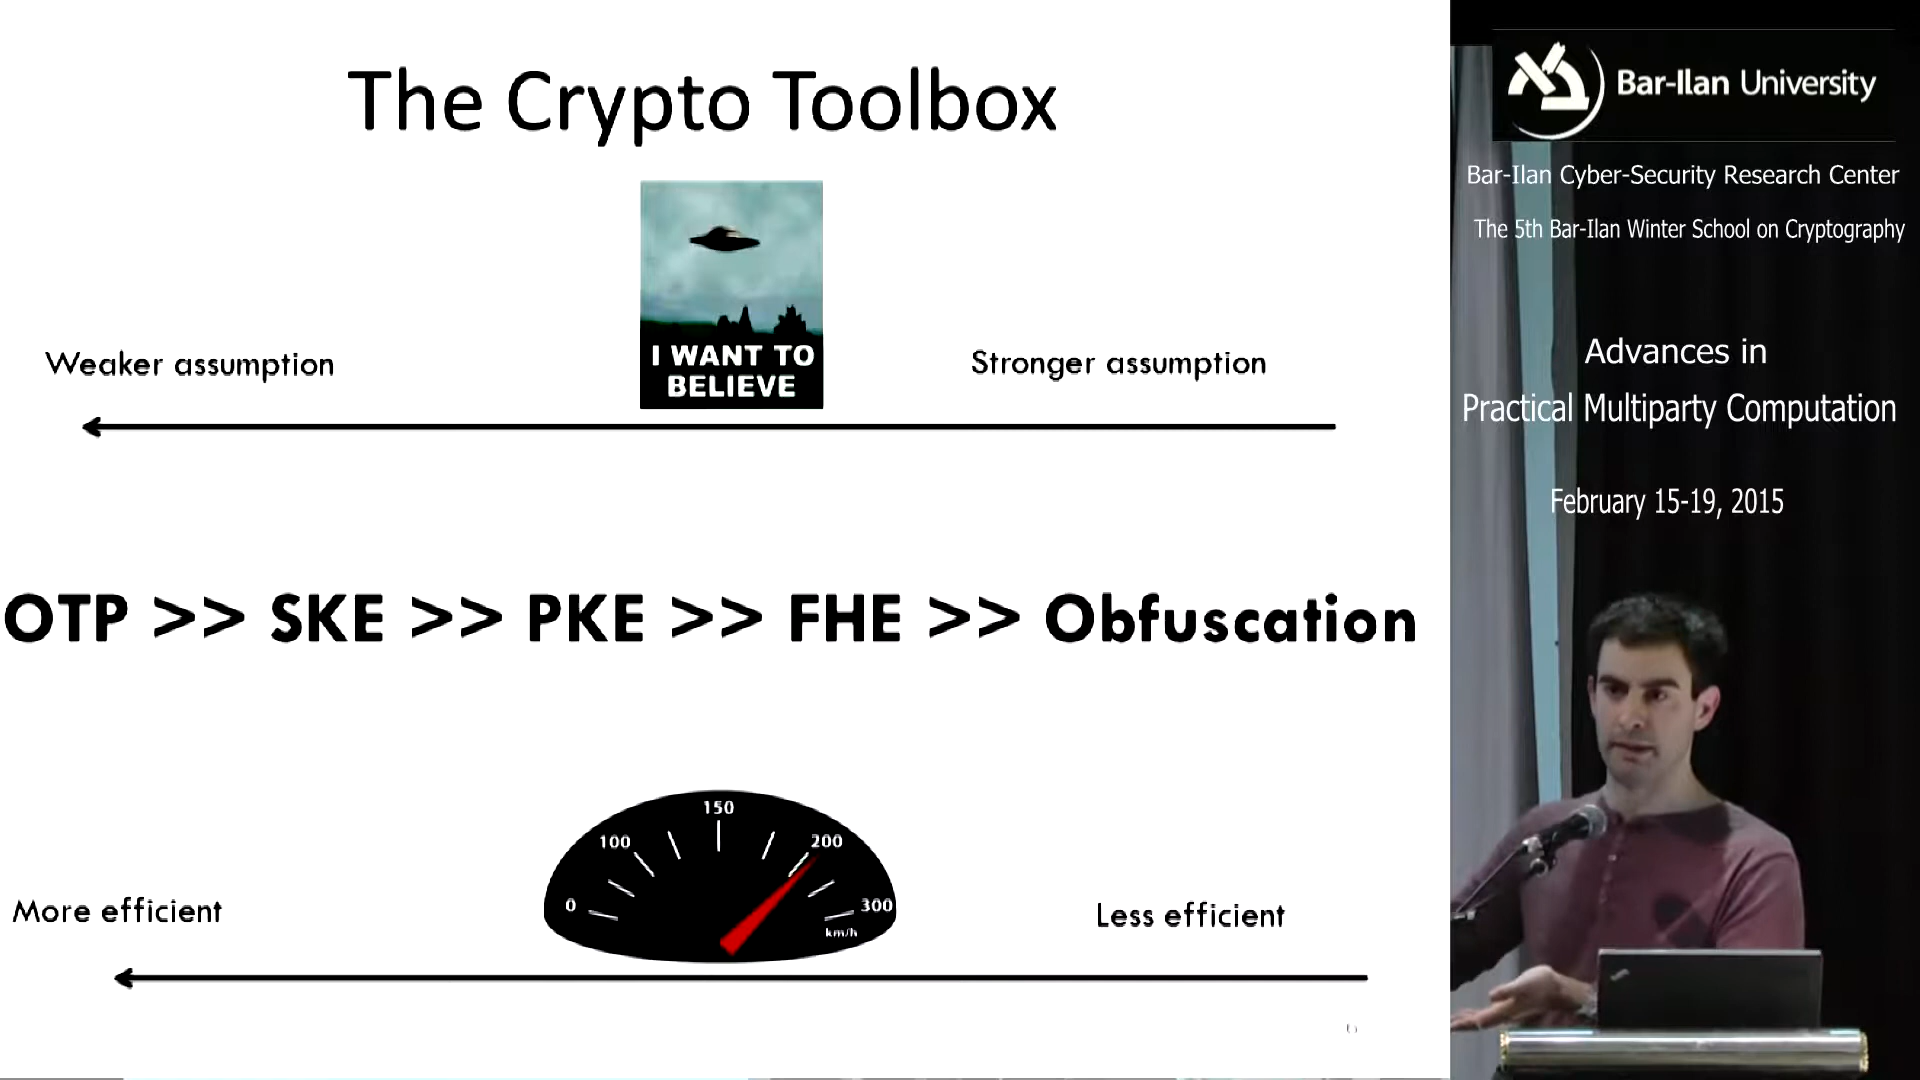 The Crypto Toolbox
I WANT TO
BELIEVE
Weaker assumption
Stronger assumption
OTP >> SKE >> PKE >> FHE >> Obfuscation
150
100
200
0
300
km/h
More efficient
Less efficient
6
Bar-Ilan University
Bar-Ilan Cyber-Security Research Center
The 5th Bar-Ilan Winter School on Cryptography
Advances in
Practical Multiparty Computation
February 15-19, 2015